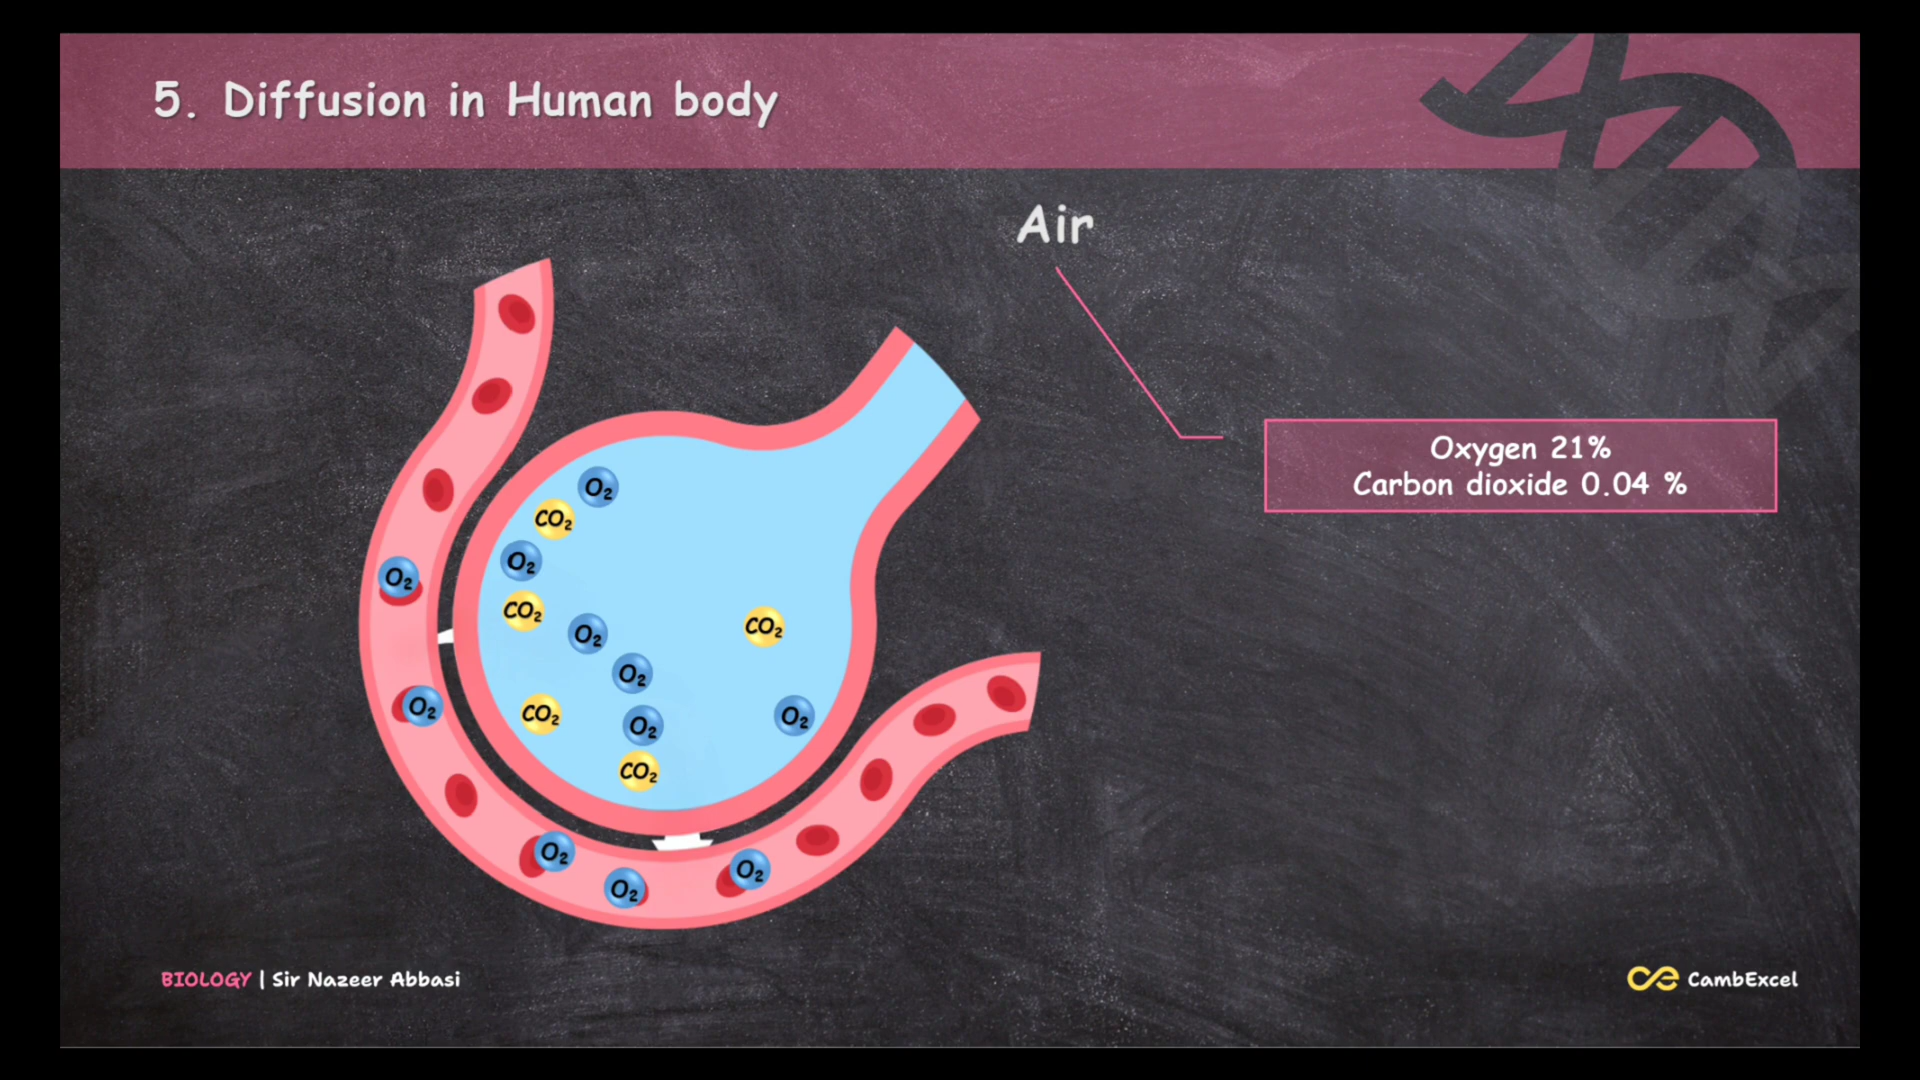 5. Diffusion in Human body
Air
Oxygen 21%
Carbon dioxide 0.04 %
O₂
CO₂
O₂
CO₂
O₂
O₂
CO₂
O₂
O₂
CO₂
O₂
O₂
CO₂
O₂
O₂
O₂
BIOLOGY | Sir Nazeer Abbasi
CambExcel